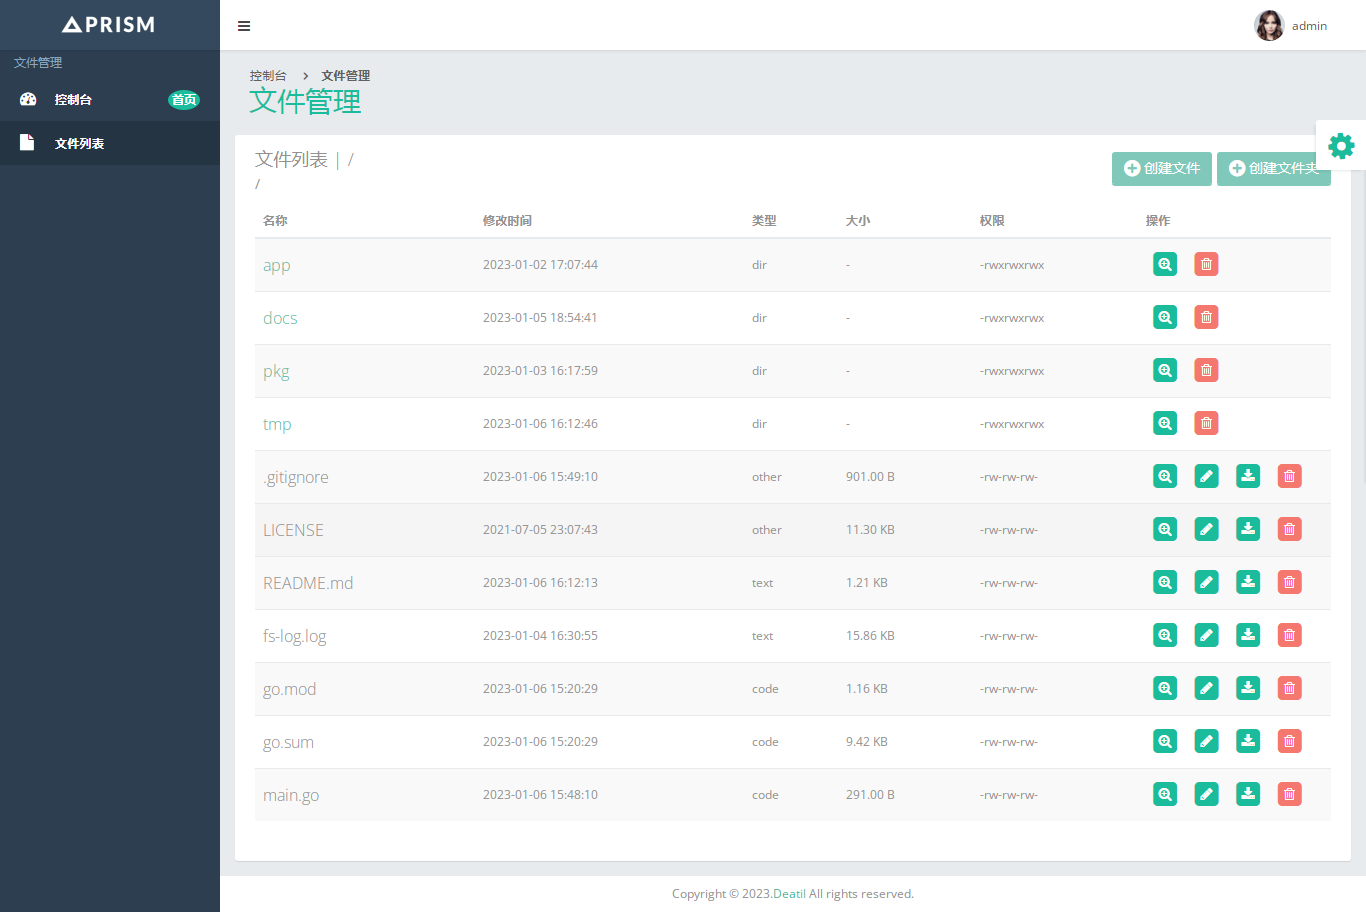 PRISM
admin
文件管理
控制台 首页
文件列表
控制台 > 文件管理
文件管理
文件列表 | /
/
创建文件 创建文件夹
名称 修改时间 类型 大小 权限 操作
app 2023-01-02 17:07:44 dir - -rwxrwxrwx
docs 2023-01-05 18:54:41 dir - -rwxrwxrwx
pkg 2023-01-03 16:17:59 dir - -rwxrwxrwx
tmp 2023-01-06 16:12:46 dir - -rwxrwxrwx
.gitignore 2023-01-06 15:49:10 other 901.00 B -rw-rw-rw-
LICENSE 2021-07-05 23:07:43 other 11.30 KB -rw-rw-rw-
README.md 2023-01-06 16:12:13 text 1.21 KB -rw-rw-rw-
fs-log.log 2023-01-04 16:30:55 text 15.86 KB -rw-rw-rw-
go.mod 2023-01-06 15:20:29 code 1.16 KB -rw-rw-rw-
go.sum 2023-01-06 15:20:29 code 9.42 KB -rw-rw-rw-
main.go 2023-01-06 15:48:10 code 291.00 B -rw-rw-rw-
Copyright © 2023.Deatil All rights reserved.